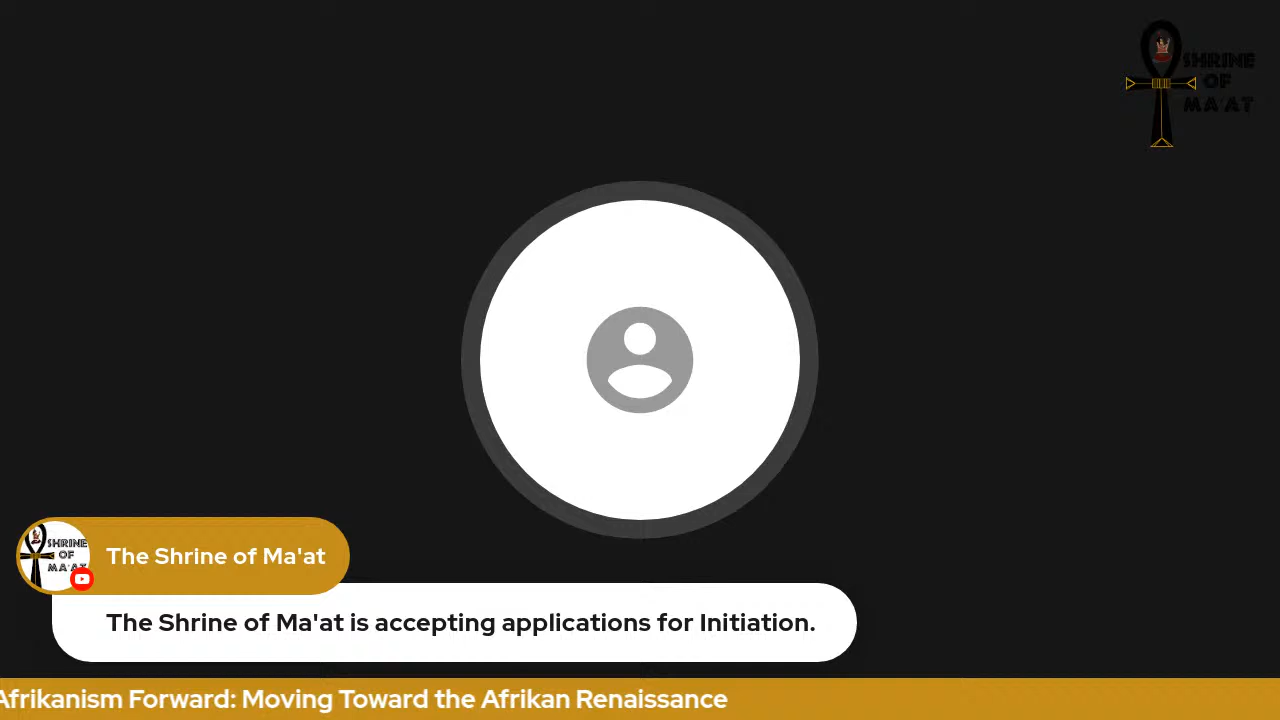 SHRINE
OF
MA'AT
The Shrine of Ma'at
SHRINE
OF
MA'AT
The Shrine of Ma'at is accepting applications for Initiation.
Afrikanism Forward: Moving Toward the Afrikan Renaissance